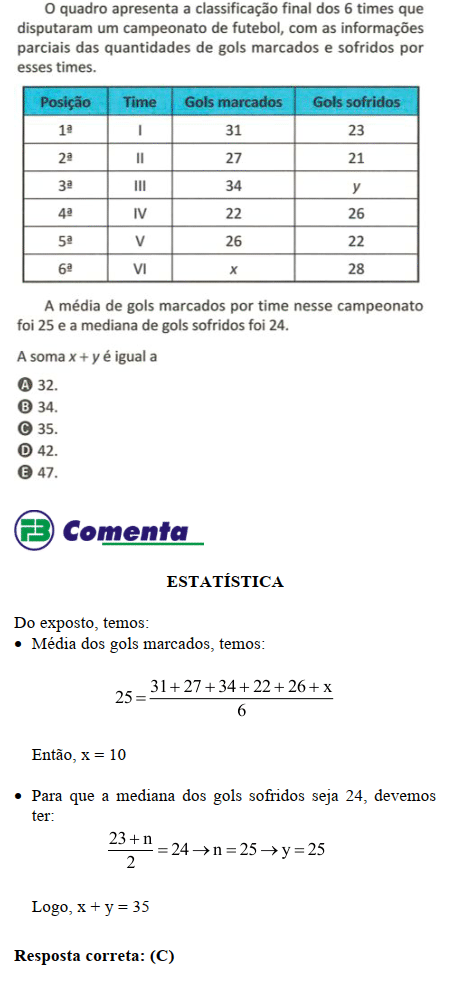 O quadro apresenta a classificação final dos 6 times que
disputaram um campeonato de futebol, com as informações
parciais das quantidades de gols marcados e sofridos por
esses times.
Posição Time Gols marcados Gols sofridos
1ª I 31 23
2ª II 27 21
3ª III 34 y
4ª IV 22 26
5ª V 26 22
6ª VI x 28
A média de gols marcados por time nesse campeonato
foi 25 e a mediana de gols sofridos foi 24.
A soma x + y é igual a
A 32.
B 34.
C 35.
D 42.
E 47.
FB Comenta
ESTATÍSTICA
Do exposto, temos:
• Média dos gols marcados, temos:
25 = (31 + 27 + 34 + 22 + 26 + x) / 6
Então, x = 10
• Para que a mediana dos gols sofridos seja 24, devemos
ter:
(23 + n) / 2 = 24 → n = 25 → y = 25
Logo, x + y = 35
Resposta correta: (C)